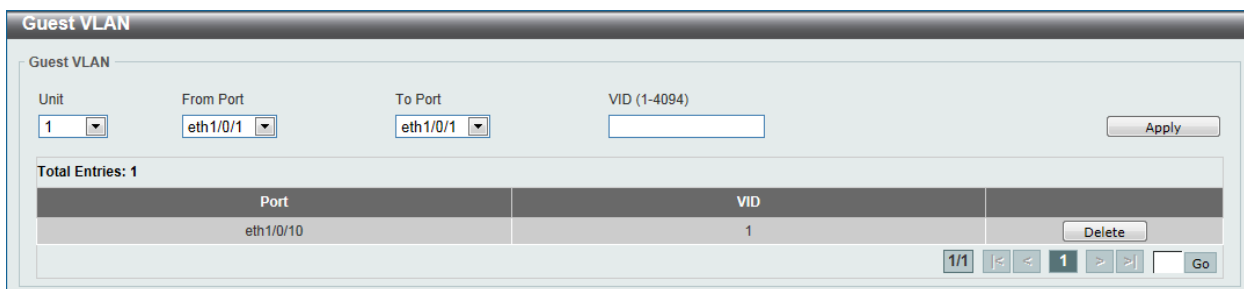 Guest VLAN
Guest VLAN
Unit From Port To Port VID (1-4094)
1 eth1/0/1 eth1/0/1 Apply
Total Entries: 1
Port VID
eth1/0/10 1 Delete
1/1 |< < 1 > >| Go